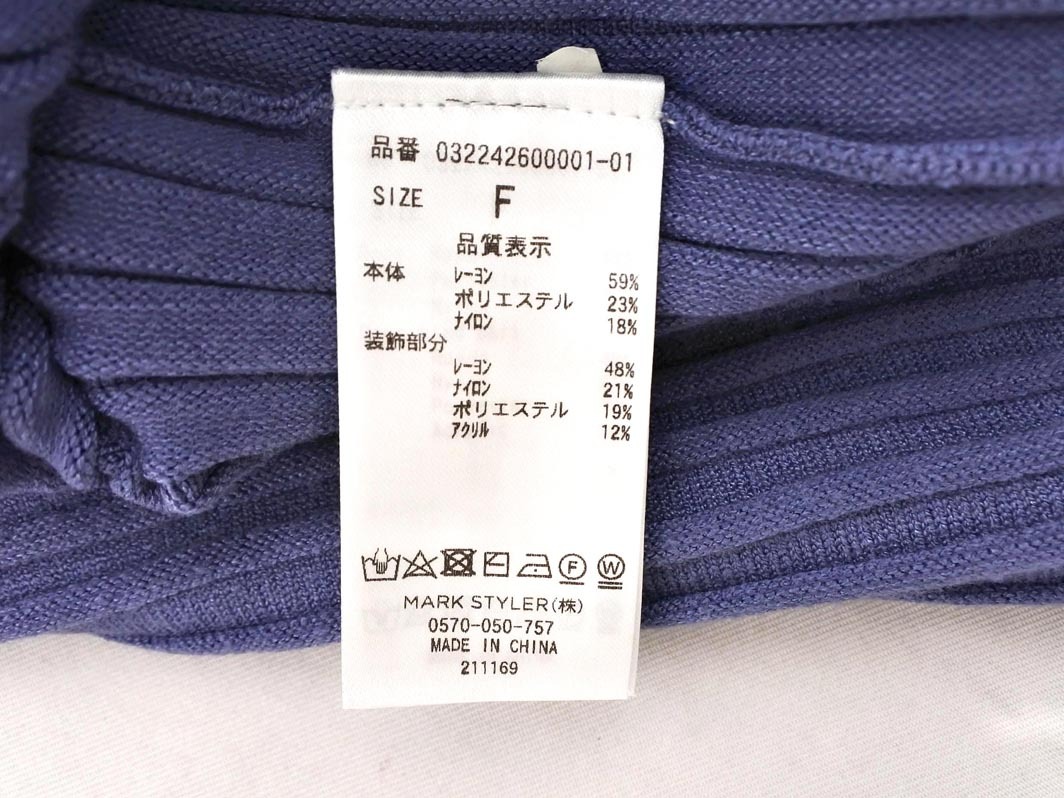 品番 032242600001-01
SIZE F
品質表示
本体 ﾚｰﾖﾝ 59%
ポリエステル 23%
ﾅｲﾛﾝ 18%
装飾部分
ﾚｰﾖﾝ 48%
ﾅｲﾛﾝ 21%
ポリエステル 19%
ｱｸﾘﾙ 12%
F W
MARK STYLER(株)
0570-050-757
MADE IN CHINA
211169